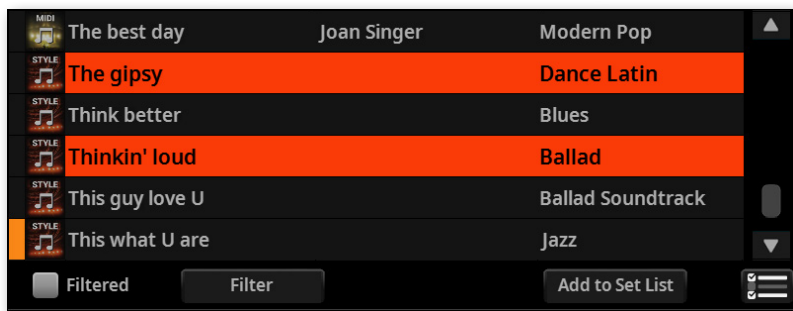 MIDI The best day Joan Singer Modern Pop
STYLE The gipsy Dance Latin
STYLE Think better Blues
STYLE Thinkin' loud Ballad
STYLE This guy love U Ballad Soundtrack
STYLE This what U are Jazz
Filtered Filter Add to Set List